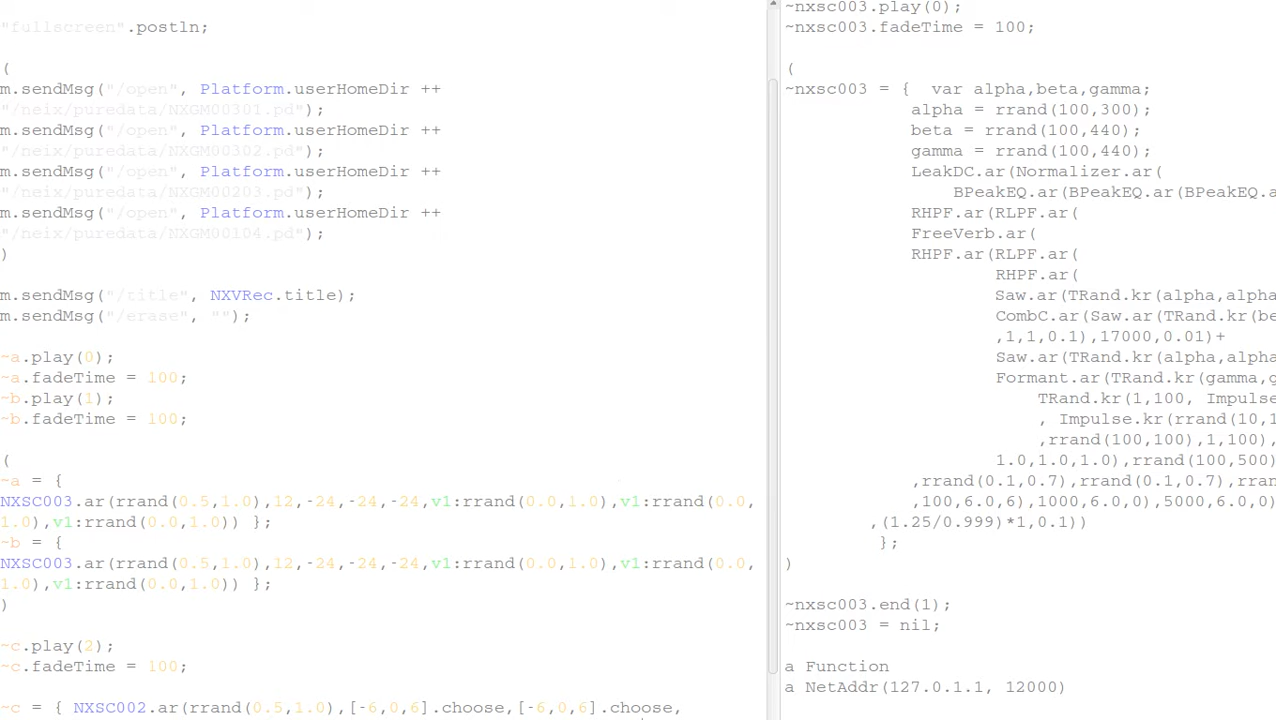 "fullscreen".postln;
(
m.sendMsg("/open", Platform.userHomeDir ++
"/neix/puredata/NXGM00301.pd");
m.sendMsg("/open", Platform.userHomeDir ++
"/neix/puredata/NXGM00302.pd");
m.sendMsg("/open", Platform.userHomeDir ++
"/neix/puredata/NXGM00203.pd");
m.sendMsg("/open", Platform.userHomeDir ++
"/neix/puredata/NXGM00104.pd");
)
m.sendMsg("/title", NXVRec.title);
m.sendMsg("/erase", "");
~a.play(0);
~a.fadeTime = 100;
~b.play(1);
~b.fadeTime = 100;
(
~a = {
NXSC003.ar(rrand(0.5,1.0),12,-24,-24,-24,v1:rrand(0.0,1.0),v1:rrand(0.0,
1.0),v1:rrand(0.0,1.0)) };
~b = {
NXSC003.ar(rrand(0.5,1.0),12,-24,-24,-24,v1:rrand(0.0,1.0),v1:rrand(0.0,
1.0),v1:rrand(0.0,1.0)) };
)
~c.play(2);
~c.fadeTime = 100;
~c = { NXSC002.ar(rrand(0.5,1.0),[-6,0,6].choose,[-6,0,6].choose,
~nxsc003.play(0);
~nxsc003.fadeTime = 100;
(
~nxsc003 = {  var alpha,beta,gamma;
alpha = rrand(100,300);
beta = rrand(100,440);
gamma = rrand(100,440);
LeakDC.ar(Normalizer.ar(
BPeakEQ.ar(BPeakEQ.ar(BPeakEQ.a
RHPF.ar(RLPF.ar(
FreeVerb.ar(
RHPF.ar(RLPF.ar(
RHPF.ar(
Saw.ar(TRand.kr(alpha,alpha
CombC.ar(Saw.ar(TRand.kr(be
,1,1,0.1),17000,0.01)+
Saw.ar(TRand.kr(alpha,alpha
Formant.ar(TRand.kr(gamma,g
TRand.kr(1,100, Impulse
, Impulse.kr(rrand(10,1
,rrand(100,100),1,100),
1.0,1.0,1.0),rrand(100,500)
,rrand(0.1,0.7),rrand(0.1,0.7),rran
,100,6.0,6),1000,6.0,0),5000,6.0,0)
,(1.25/0.999)*1,0.1))
};
)
~nxsc003.end(1);
~nxsc003 = nil;
a Function
a NetAddr(127.0.1.1, 12000)